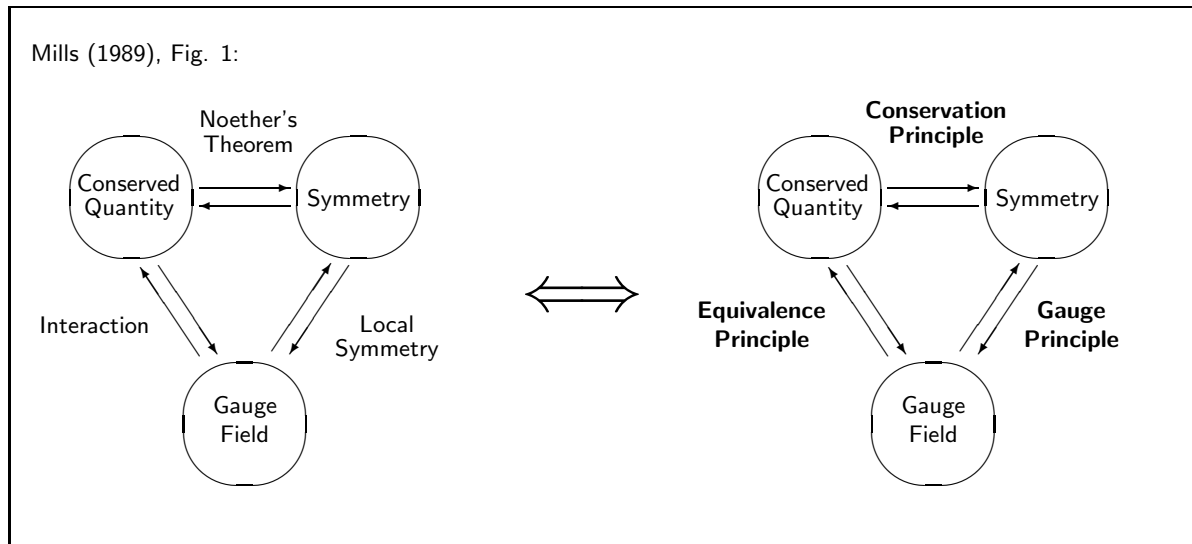 Mills (1989), Fig. 1:
Noether's
Theorem
Conserved
Quantity
Symmetry
Interaction
Local
Symmetry
Gauge
Field
Conservation
Principle
Conserved
Quantity
Symmetry
Equivalence
Principle
Gauge
Principle
Gauge
Field